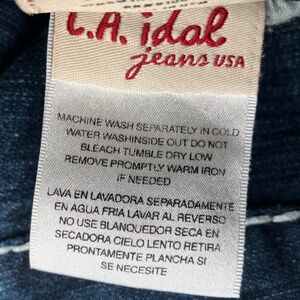 L.A. idol
jeans USA
MACHINE WASH SEPARATELY IN COLD
WATER WASHINSIDE OUT DO NOT
BLEACH TUMBLE DRY LOW
REMOVE PROMPTLY WARM IRON
IF NEEDED
LAVA EN LAVADORA SEPARADAMENTE
EN AGUA FRIA LAVAR AL REVERSO
NO USE BLANQUEDOR SECA EN
SECADORA CIELO LENTO RETIRA
PRONTAMENTE PLANCHA SI
SE NECESITE